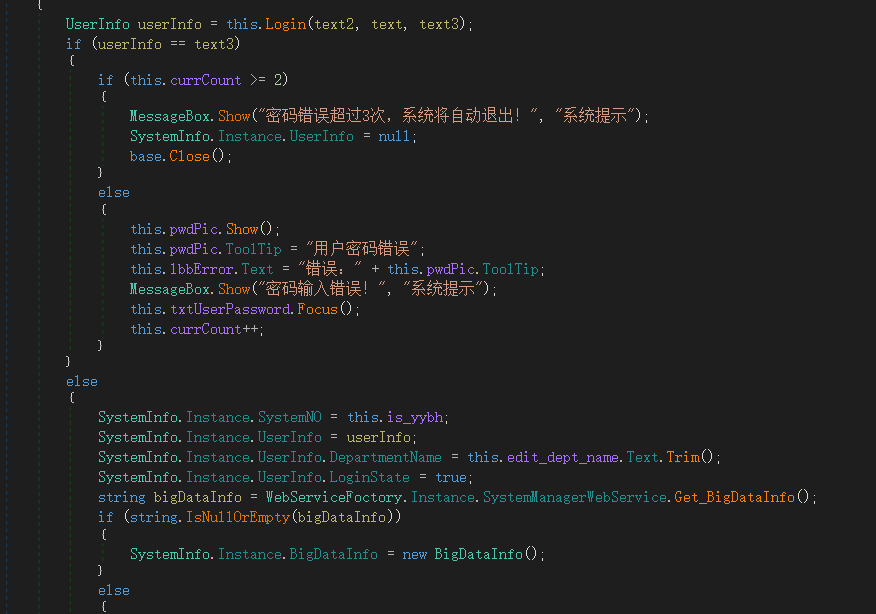 {
UserInfo userInfo = this.Login(text2, text, text3);
if (userInfo == text3)
{
if (this.currCount >= 2)
{
MessageBox.Show("密码错误超过3次，系统将自动退出！", "系统提示");
SystemInfo.Instance.UserInfo = null;
base.Close();
}
else
{
this.pwdPic.Show();
this.pwdPic.ToolTip = "用户密码错误";
this.lbbError.Text = "错误：" + this.pwdPic.ToolTip;
MessageBox.Show("密码输入错误！", "系统提示");
this.txtUserPassword.Focus();
this.currCount++;
}
}
else
{
SystemInfo.Instance.SystemNO = this.is_yybh;
SystemInfo.Instance.UserInfo = userInfo;
SystemInfo.Instance.UserInfo.DepartmentName = this.edit_dept_name.Text.Trim();
SystemInfo.Instance.UserInfo.LoginState = true;
string bigDataInfo = WebServiceFoctory.Instance.SystemManagerWebService.Get_BigDataInfo();
if (string.IsNullOrEmpty(bigDataInfo))
{
SystemInfo.Instance.BigDataInfo = new BigDataInfo();
}
else
{